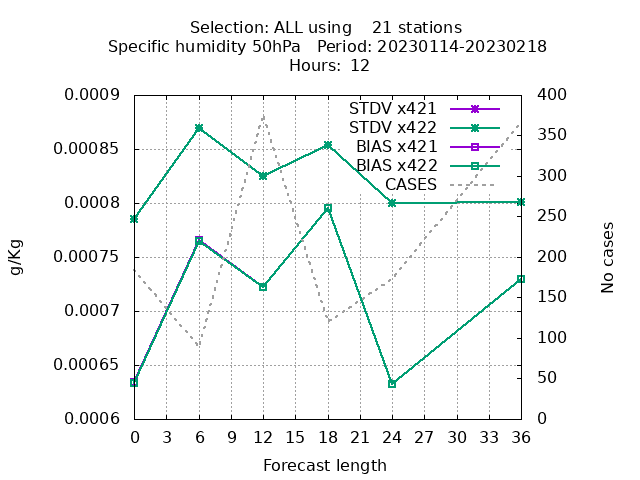 Selection: ALL using    21 stations
Specific humidity 50hPa   Period: 20230114-20230218
Hours: 12
STDV x421
STDV x422
BIAS x421
BIAS x422
CASES
0.0009
0.00085
0.0008
0.00075
0.0007
0.00065
0.0006
400
350
300
250
200
150
100
50
0
g/Kg
No cases
0 3 6 9 12 15 18 21 24 27 30 33 36
Forecast length